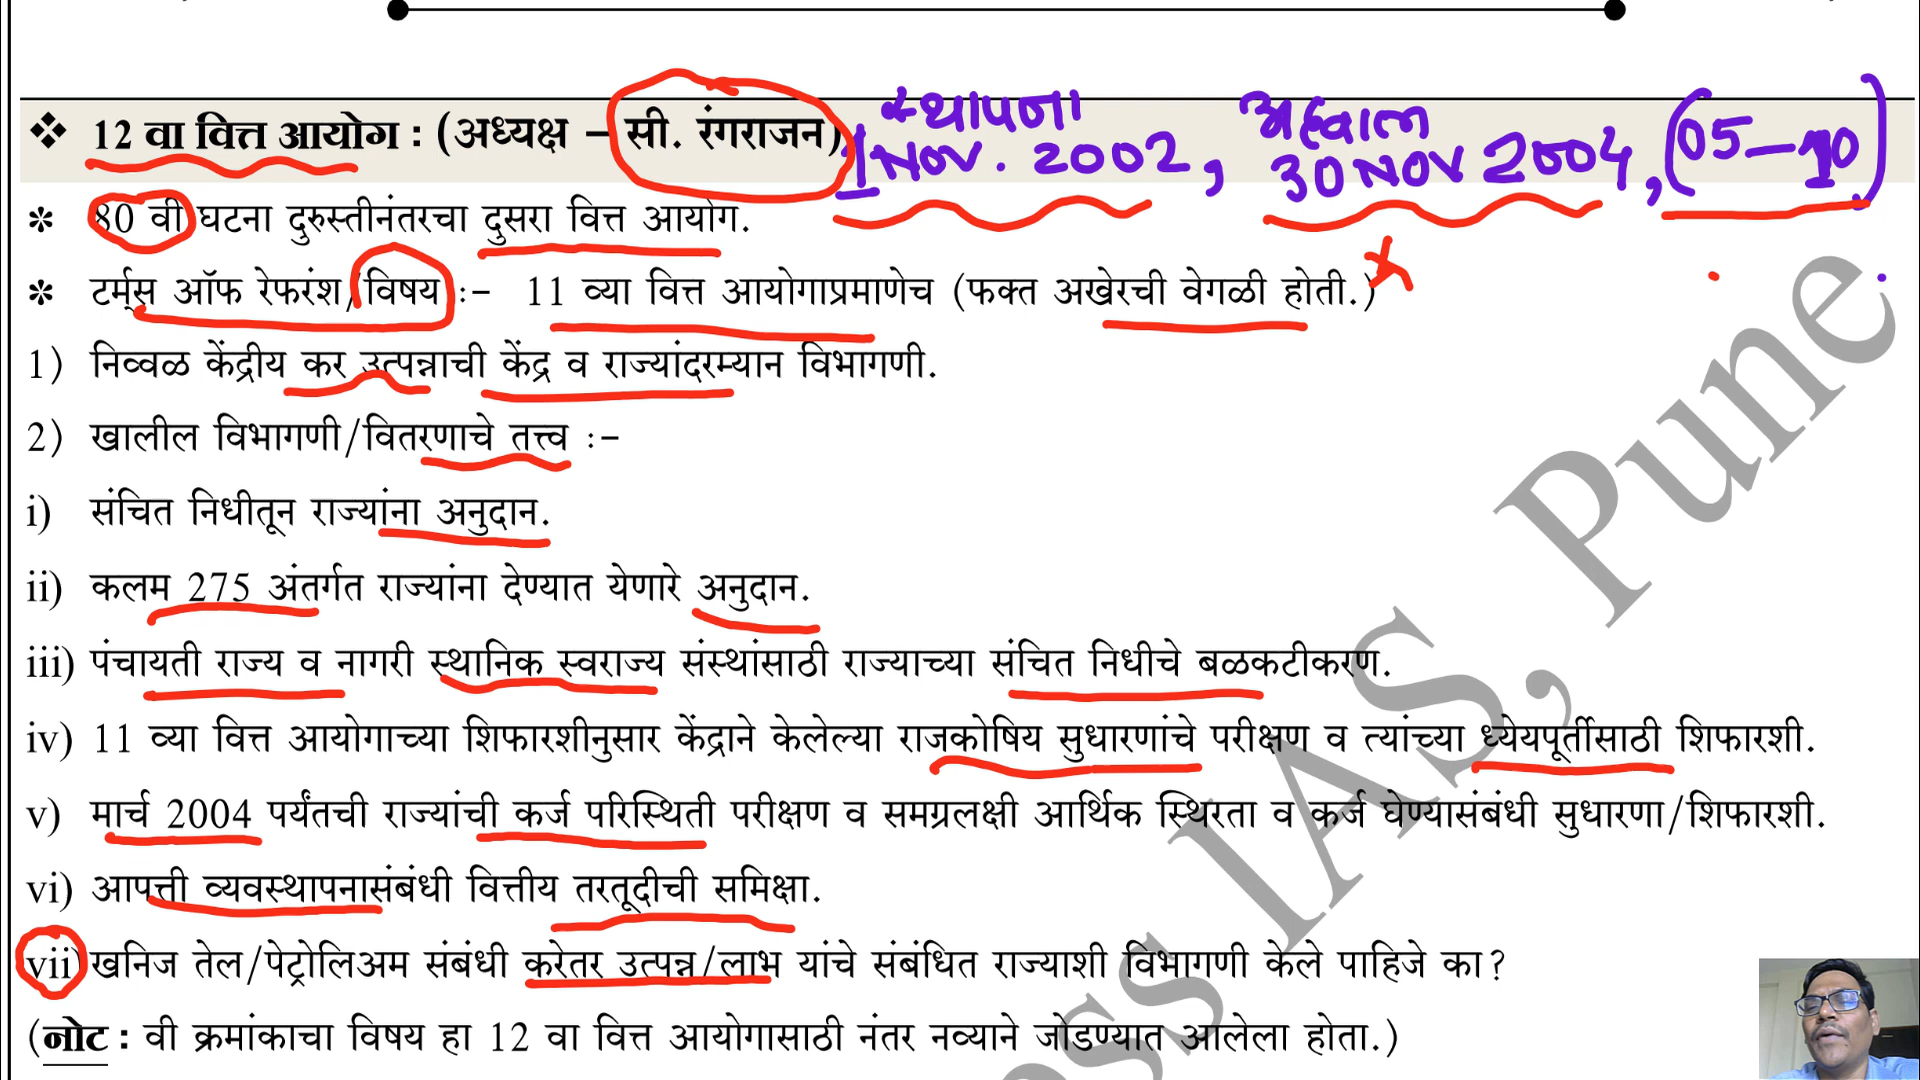 ❖ 12 वा वित्त आयोग : (अध्यक्ष – सी. रंगराजन) स्थापना 1 NOV. 2002, अहवाल 30 NOV 2004, (05–10)
* 80 वी घटना दुरुस्तीनंतरचा दुसरा वित्त आयोग.
* टर्म्स ऑफ रेफरंश/विषय :– 11 व्या वित्त आयोगाप्रमाणेच (फक्त अखेरची वेगळी होती.)
1) निव्वळ केंद्रीय कर उत्पन्नाची केंद्र व राज्यांदरम्यान विभागणी.
2) खालील विभागणी/वितरणाचे तत्त्व :–
i) संचित निधीतून राज्यांना अनुदान.
ii) कलम 275 अंतर्गत राज्यांना देण्यात येणारे अनुदान.
iii) पंचायती राज्य व नागरी स्थानिक स्वराज्य संस्थांसाठी राज्याच्या संचित निधीचे बळकटीकरण.
iv) 11 व्या वित्त आयोगाच्या शिफारशीनुसार केंद्राने केलेल्या राजकोषिय सुधारणांचे परीक्षण व त्यांच्या ध्येयपूर्तीसाठी शिफारशी.
v) मार्च 2004 पर्यंतची राज्यांची कर्ज परिस्थिती परीक्षण व समग्रलक्षी आर्थिक स्थिरता व कर्ज घेण्यासंबंधी सुधारणा/शिफारशी.
vi) आपत्ती व्यवस्थापनासंबंधी वित्तीय तरतूदीची समिक्षा.
vii) खनिज तेल/पेट्रोलिअम संबंधी करेतर उत्पन्न/लाभ यांचे संबंधित राज्याशी विभागणी केले पाहिजे का?
(नोट : वी क्रमांकाचा विषय हा 12 वा वित्त आयोगासाठी नंतर नव्याने जोडण्यात आलेला होता.)
oss IAS, Pune